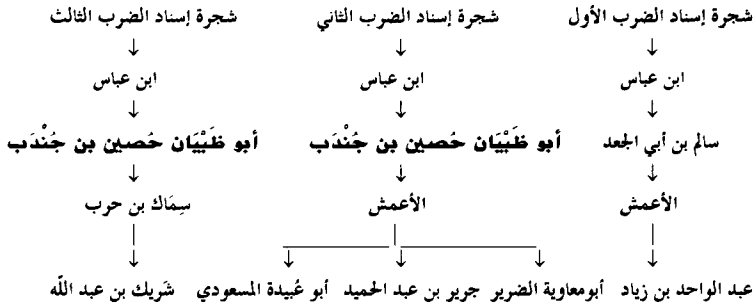 شجرة إسناد الضرب الأول شجرة إسناد الضرب الثاني شجرة إسناد الضرب الثالث
ابن عباس ابن عباس ابن عباس
سالم بن أبي الجعد أبو ظَبْيَان حُصين بن جُنْدَب أبو ظَبْيَان حُصين بن جُنْدَب
الأعمش الأعمش سِمَاك بن حرب
عبد الواحد بن زياد أبومعاوية الضرير جرير بن عبد الحميد أبو عُبيدة المسعودي شَريك بن عبد الله